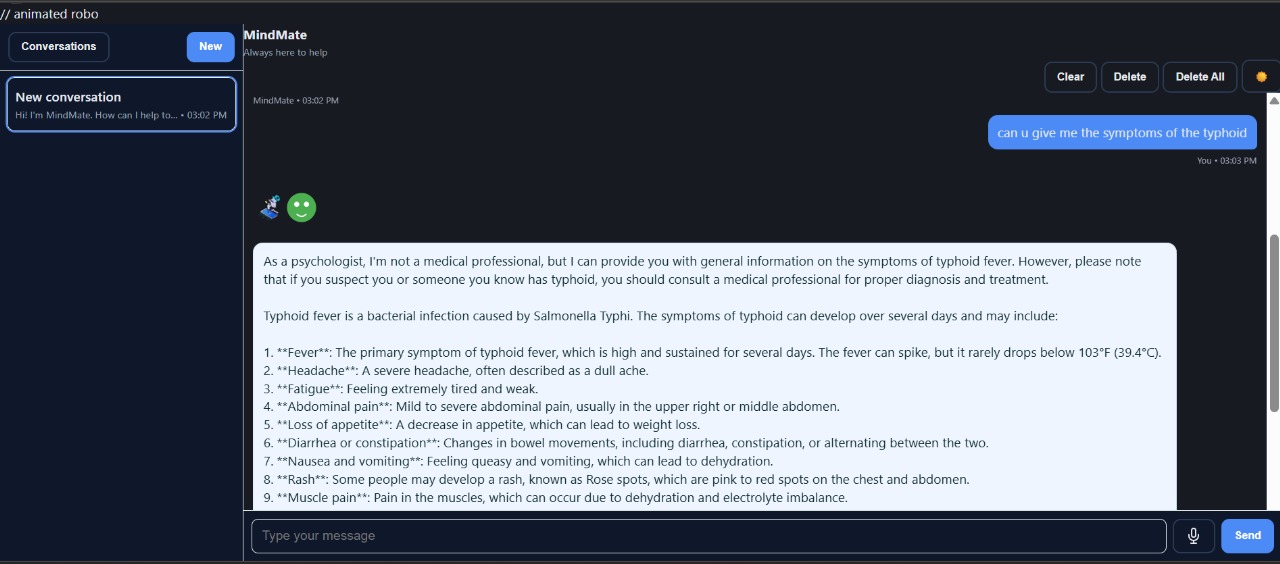 // animated robo
Conversations
New
New conversation
Hi! I'm MindMate. How can I help to... • 03:02 PM
MindMate
Always here to help
Clear
Delete
Delete All
MindMate • 03:02 PM
can u give me the symptoms of the typhoid
You • 03:03 PM
As a psychologist, I'm not a medical professional, but I can provide you with general information on the symptoms of typhoid fever. However, please note
that if you suspect you or someone you know has typhoid, you should consult a medical professional for proper diagnosis and treatment.
Typhoid fever is a bacterial infection caused by Salmonella Typhi. The symptoms of typhoid can develop over several days and may include:
1. **Fever**: The primary symptom of typhoid fever, which is high and sustained for several days. The fever can spike, but it rarely drops below 103°F (39.4°C).
2. **Headache**: A severe headache, often described as a dull ache.
3. **Fatigue**: Feeling extremely tired and weak.
4. **Abdominal pain**: Mild to severe abdominal pain, usually in the upper right or middle abdomen.
5. **Loss of appetite**: A decrease in appetite, which can lead to weight loss.
6. **Diarrhea or constipation**: Changes in bowel movements, including diarrhea, constipation, or alternating between the two.
7. **Nausea and vomiting**: Feeling queasy and vomiting, which can lead to dehydration.
8. **Rash**: Some people may develop a rash, known as Rose spots, which are pink to red spots on the chest and abdomen.
9. **Muscle pain**: Pain in the muscles, which can occur due to dehydration and electrolyte imbalance.
Type your message
Send